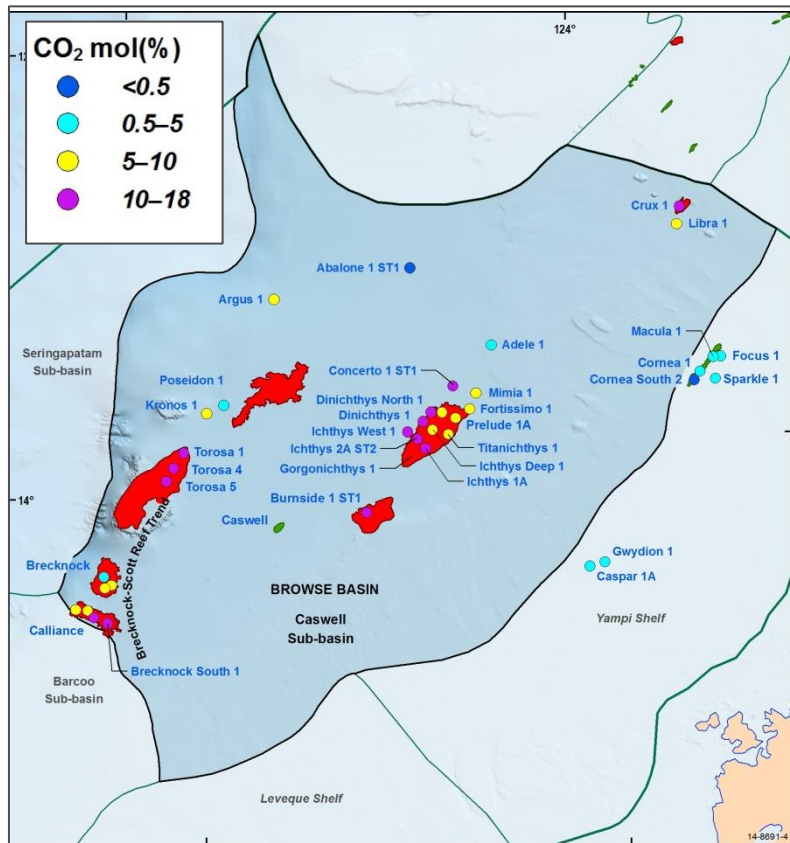 CO₂ mol(%)
<0.5
0.5–5
5–10
10–18
124°
Crux 1
Libra 1
Abalone 1 ST1
Argus 1
Macula 1
Focus 1
Seringapatam
Sub-basin
Adele 1
Cornea 1
Concerto 1 ST1
Cornea South 2
Sparkle 1
Poseidon 1
Mimia 1
Kronos 1
Dinichthys North 1
Fortissimo 1
Dinichthys 1
Prelude 1A
Ichthys West 1
Titanichthys 1
Ichthys 2A ST2
Ichthys Deep 1
Gorgonichthys 1
Ichthys 1A
Torosa 1
Torosa 4
Torosa 5
14°
Burnside 1 ST1
Caswell
Brecknock-Scott Reef Trend
Gwydion 1
Caspar 1A
Brecknock
BROWSE BASIN
Caswell
Sub-basin
Yampi Shelf
Calliance
Brecknock South 1
Barcoo
Sub-basin
Leveque Shelf
14-8691-4